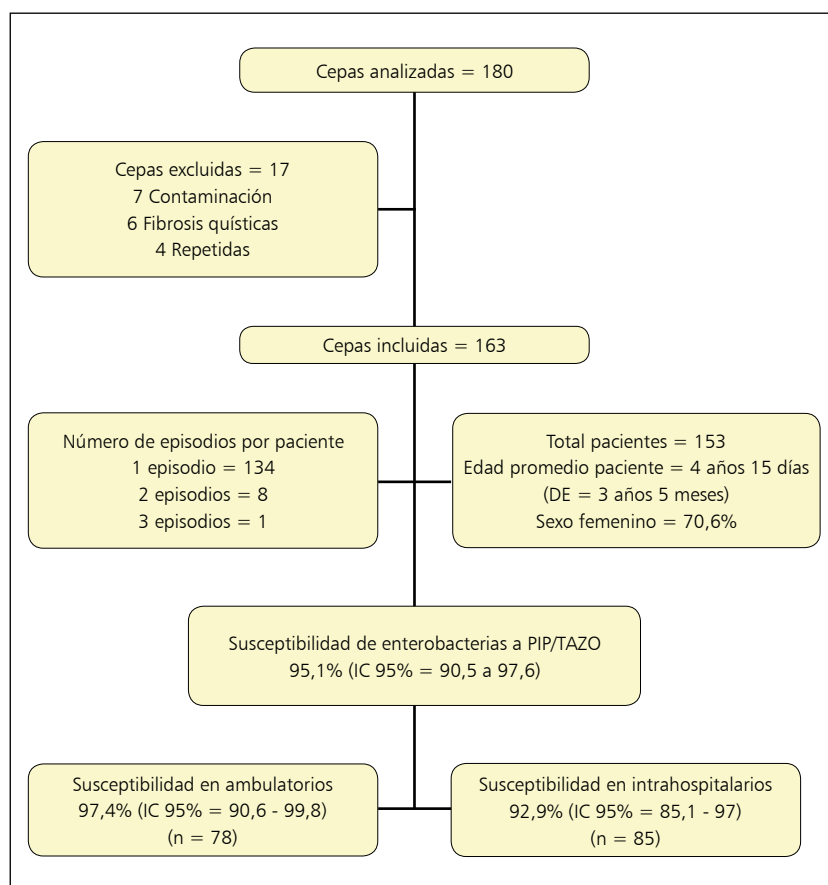 Cepas analizadas = 180
Cepas excluidas = 17
7 Contaminación
6 Fibrosis quísticas
4 Repetidas
Cepas incluidas = 163
Número de episodios por paciente
1 episodio = 134
2 episodios = 8
3 episodios = 1
Total pacientes = 153
Edad promedio paciente = 4 años 15 días
(DE = 3 años 5 meses)
Sexo femenino = 70,6%
Susceptibilidad de enterobacterias a PIP/TAZO
95,1% (IC 95% = 90,5 a 97,6)
Susceptibilidad en ambulatorios
97,4% (IC 95% = 90,6 - 99,8)
(n = 78)
Susceptibilidad en intrahospitalarios
92,9% (IC 95% = 85,1 - 97)
(n = 85)